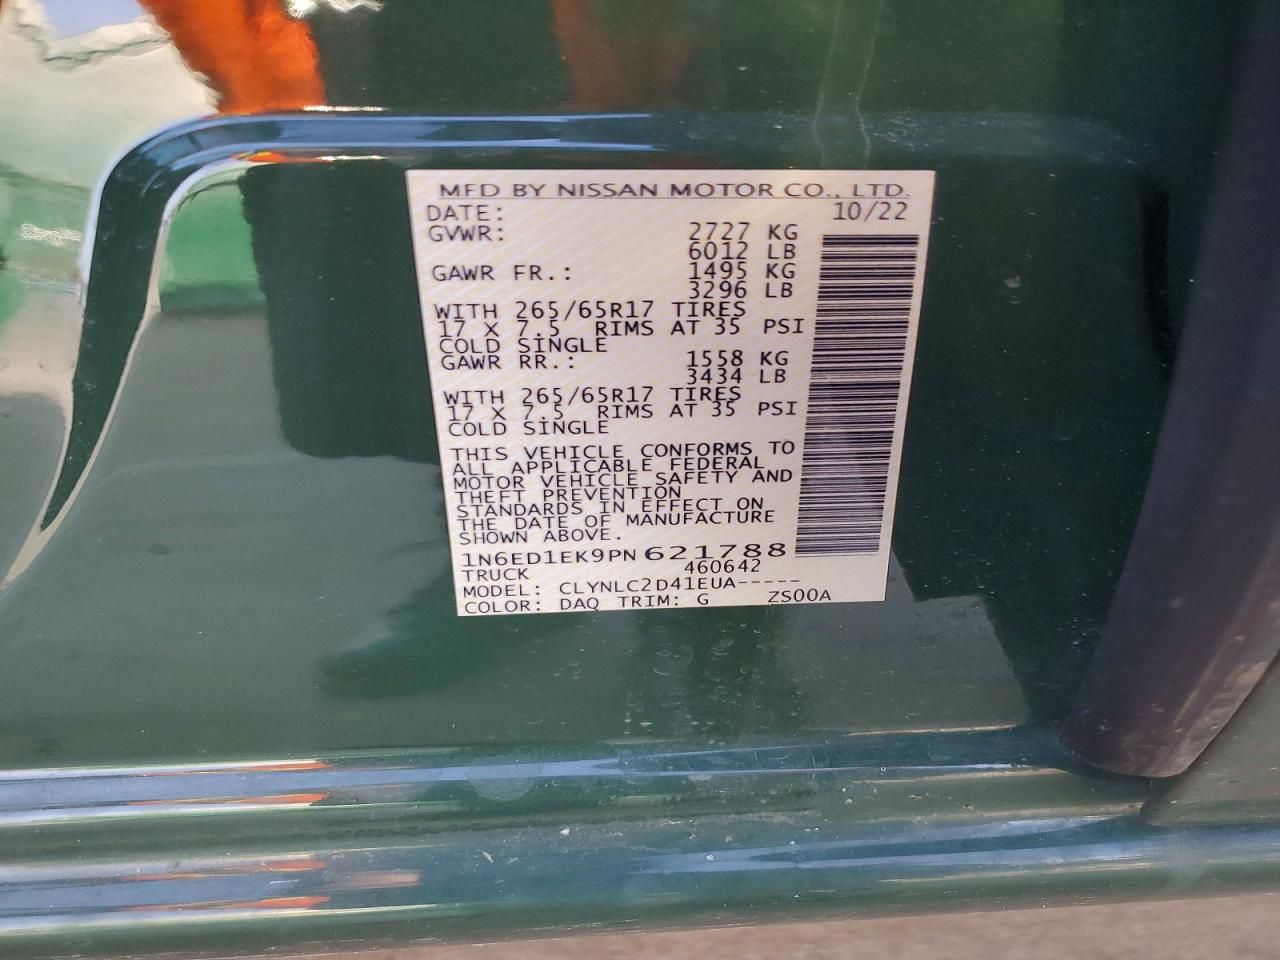 MFD BY NISSAN MOTOR CO., LTD.
DATE: 10/22
GVWR: 2727 KG
6012 LB
GAWR FR.: 1495 KG
3296 LB
WITH 265/65R17 TIRES
17 X 7.5 RIMS AT 35 PSI
COLD SINGLE
GAWR RR.: 1558 KG
3434 LB
WITH 265/65R17 TIRES
17 X 7.5 RIMS AT 35 PSI
COLD SINGLE
THIS VEHICLE CONFORMS TO
ALL APPLICABLE FEDERAL
MOTOR VEHICLE SAFETY AND
THEFT PREVENTION
STANDARDS IN EFFECT ON
THE DATE OF MANUFACTURE
SHOWN ABOVE.
1N6ED1EK9PN621788
TRUCK 460642
MODEL: CLYNLC2D41EUA-----
COLOR: DAQ TRIM: G ZS00A